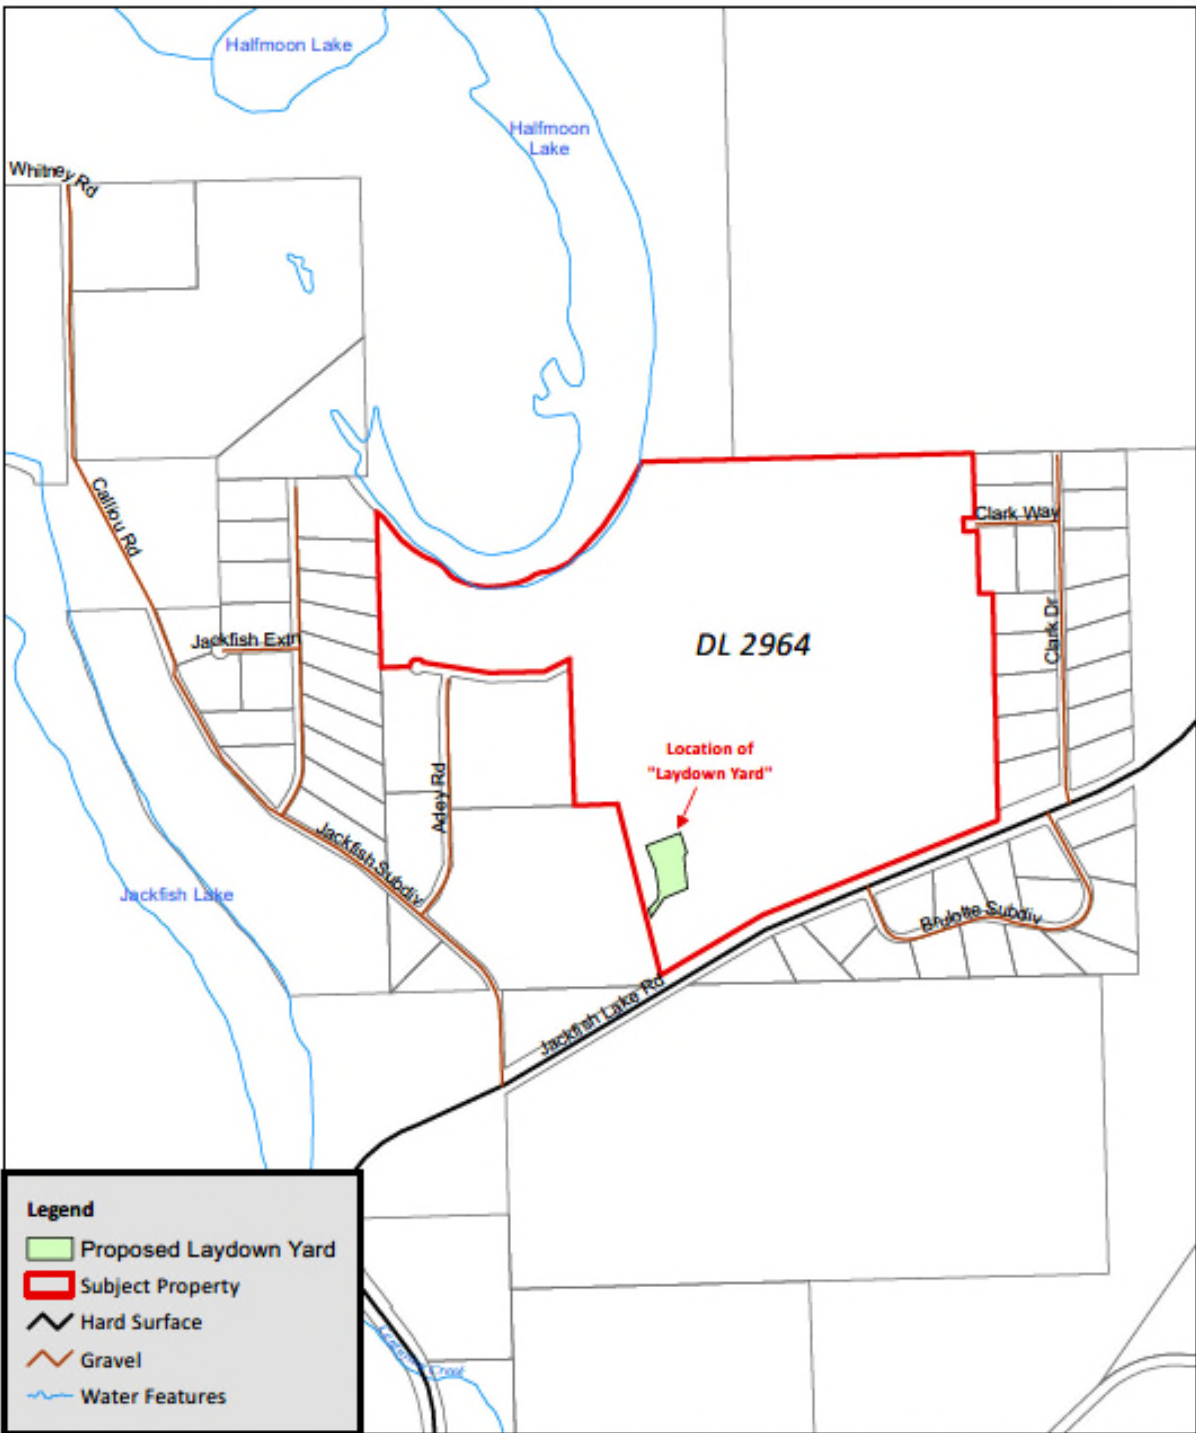 Halfmoon Lake
Halfmoon
Lake
Whitney Rd
Calliou Rd
Clark Way
Jackfish Extn
DL 2964
Clark Dr
Location of
"Laydown Yard"
Adey Rd
Jackfish Subdiv
Jackfish Lake
Brulotte Subdiv
Jackfish Lake Rd
Legend
Proposed Laydown Yard
Subject Property
Hard Surface
Gravel
Water Features